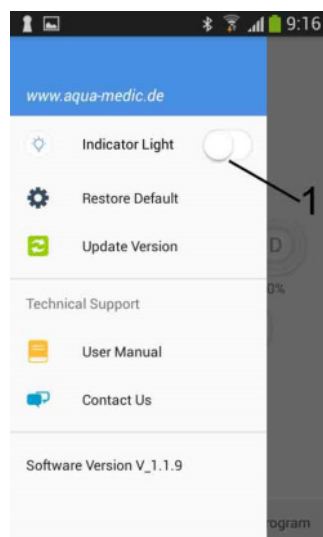 9:16
www.aqua-medic.de
Indicator Light
1
Restore Default
Update Version
D
0%
Technical Support
User Manual
Contact Us
Software Version V_1.1.9
rogram